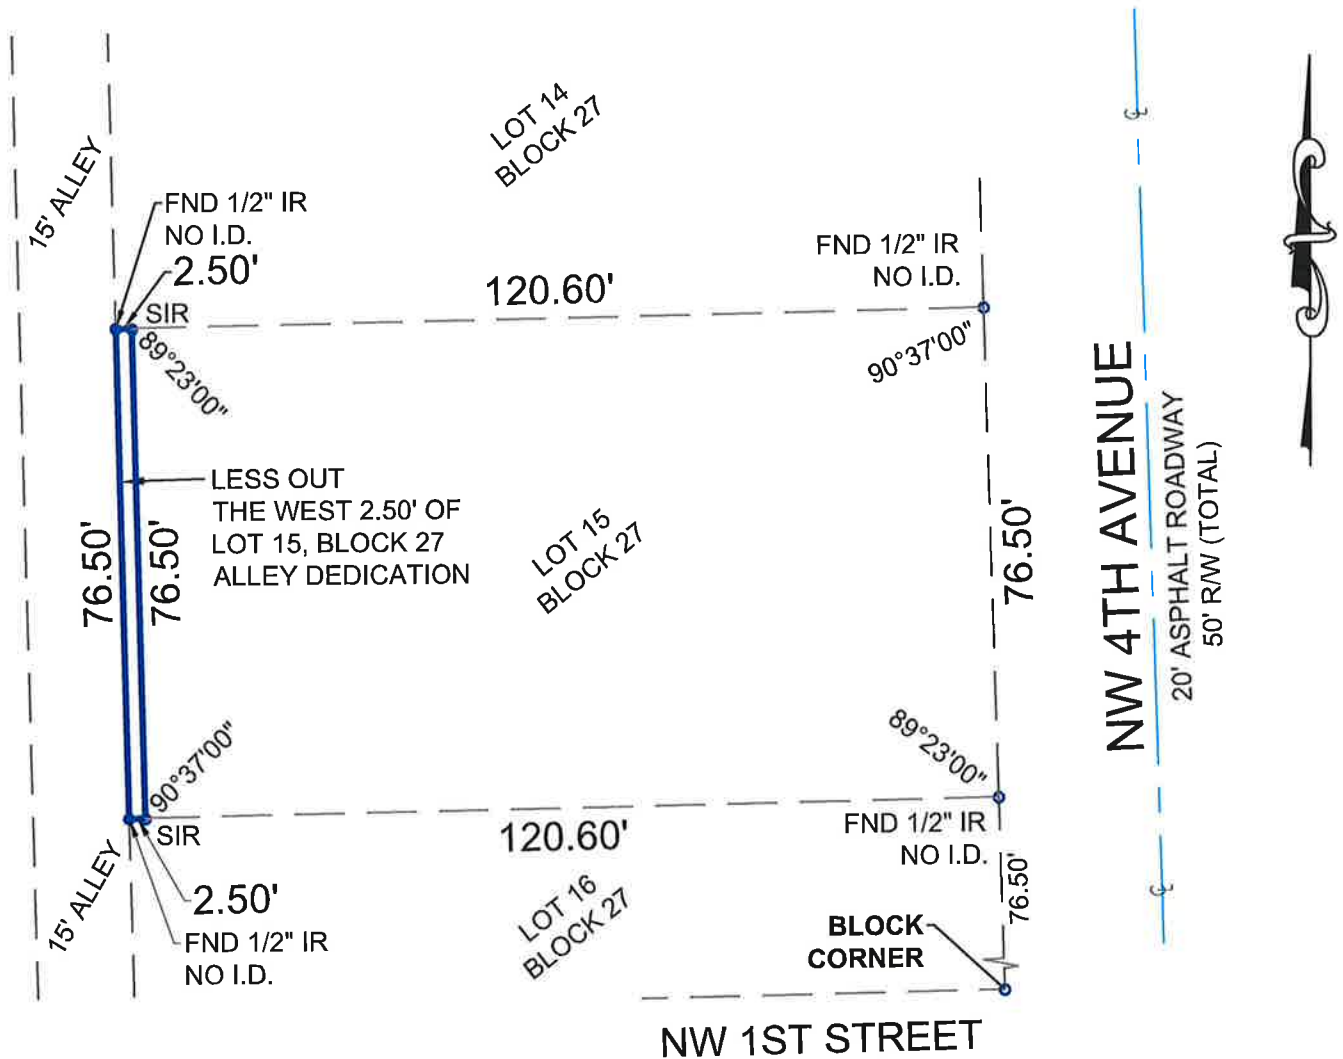 LOT 14
BLOCK 27
15' ALLEY
FND 1/2" IR
NO I.D.
2.50'
SIR
120.60'
FND 1/2" IR
NO I.D.
89°23'00"
90°37'00"
LESS OUT
THE WEST 2.50' OF
LOT 15, BLOCK 27
ALLEY DEDICATION
76.50'
76.50'
LOT 15
BLOCK 27
76.50'
NW 4TH AVENUE
20' ASPHALT ROADWAY
50' R/W (TOTAL)
90°37'00"
89°23'00"
SIR
120.60'
FND 1/2" IR
NO I.D.
15' ALLEY
2.50'
FND 1/2" IR
NO I.D.
LOT 16
BLOCK 27
76.50'
BLOCK
CORNER
NW 1ST STREET